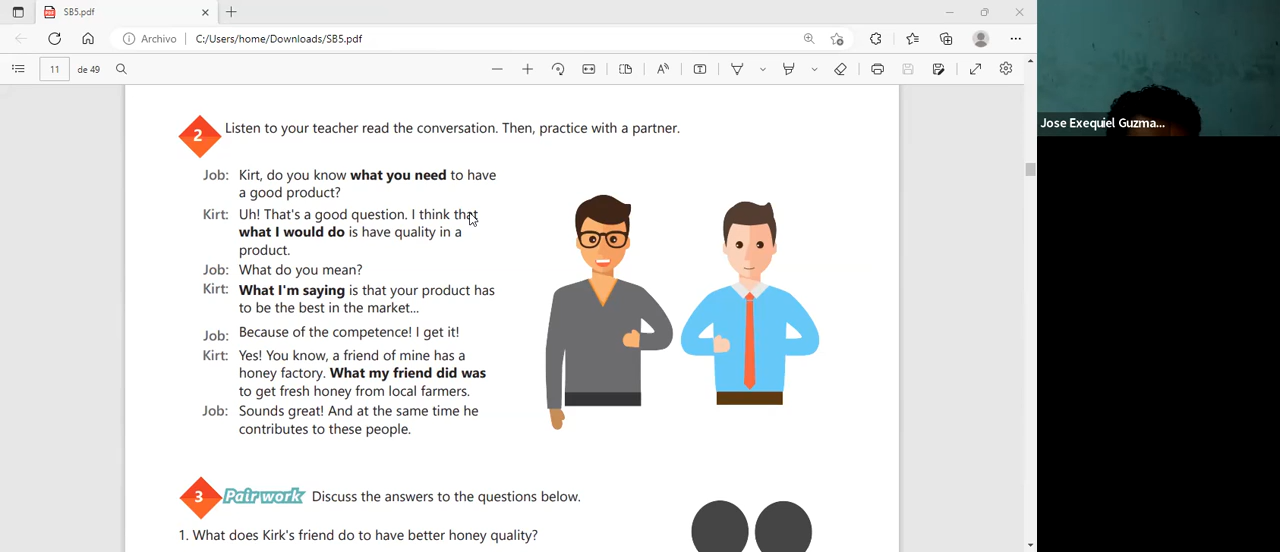 SB5.pdf
Archivo
C:/Users/home/Downloads/SB5.pdf
11 de 49
Jose Exequiel Guzma...
2 Listen to your teacher read the conversation. Then, practice with a partner.
Job: Kirt, do you know what you need to have
a good product?
Kirt: Uh! That's a good question. I think that
what I would do is have quality in a
product.
Job: What do you mean?
Kirt: What I'm saying is that your product has
to be the best in the market...
Job: Because of the competence! I get it!
Kirt: Yes! You know, a friend of mine has a
honey factory. What my friend did was
to get fresh honey from local farmers.
Job: Sounds great! And at the same time he
contributes to these people.
3 Pair work Discuss the answers to the questions below.
1. What does Kirk's friend do to have better honey quality?